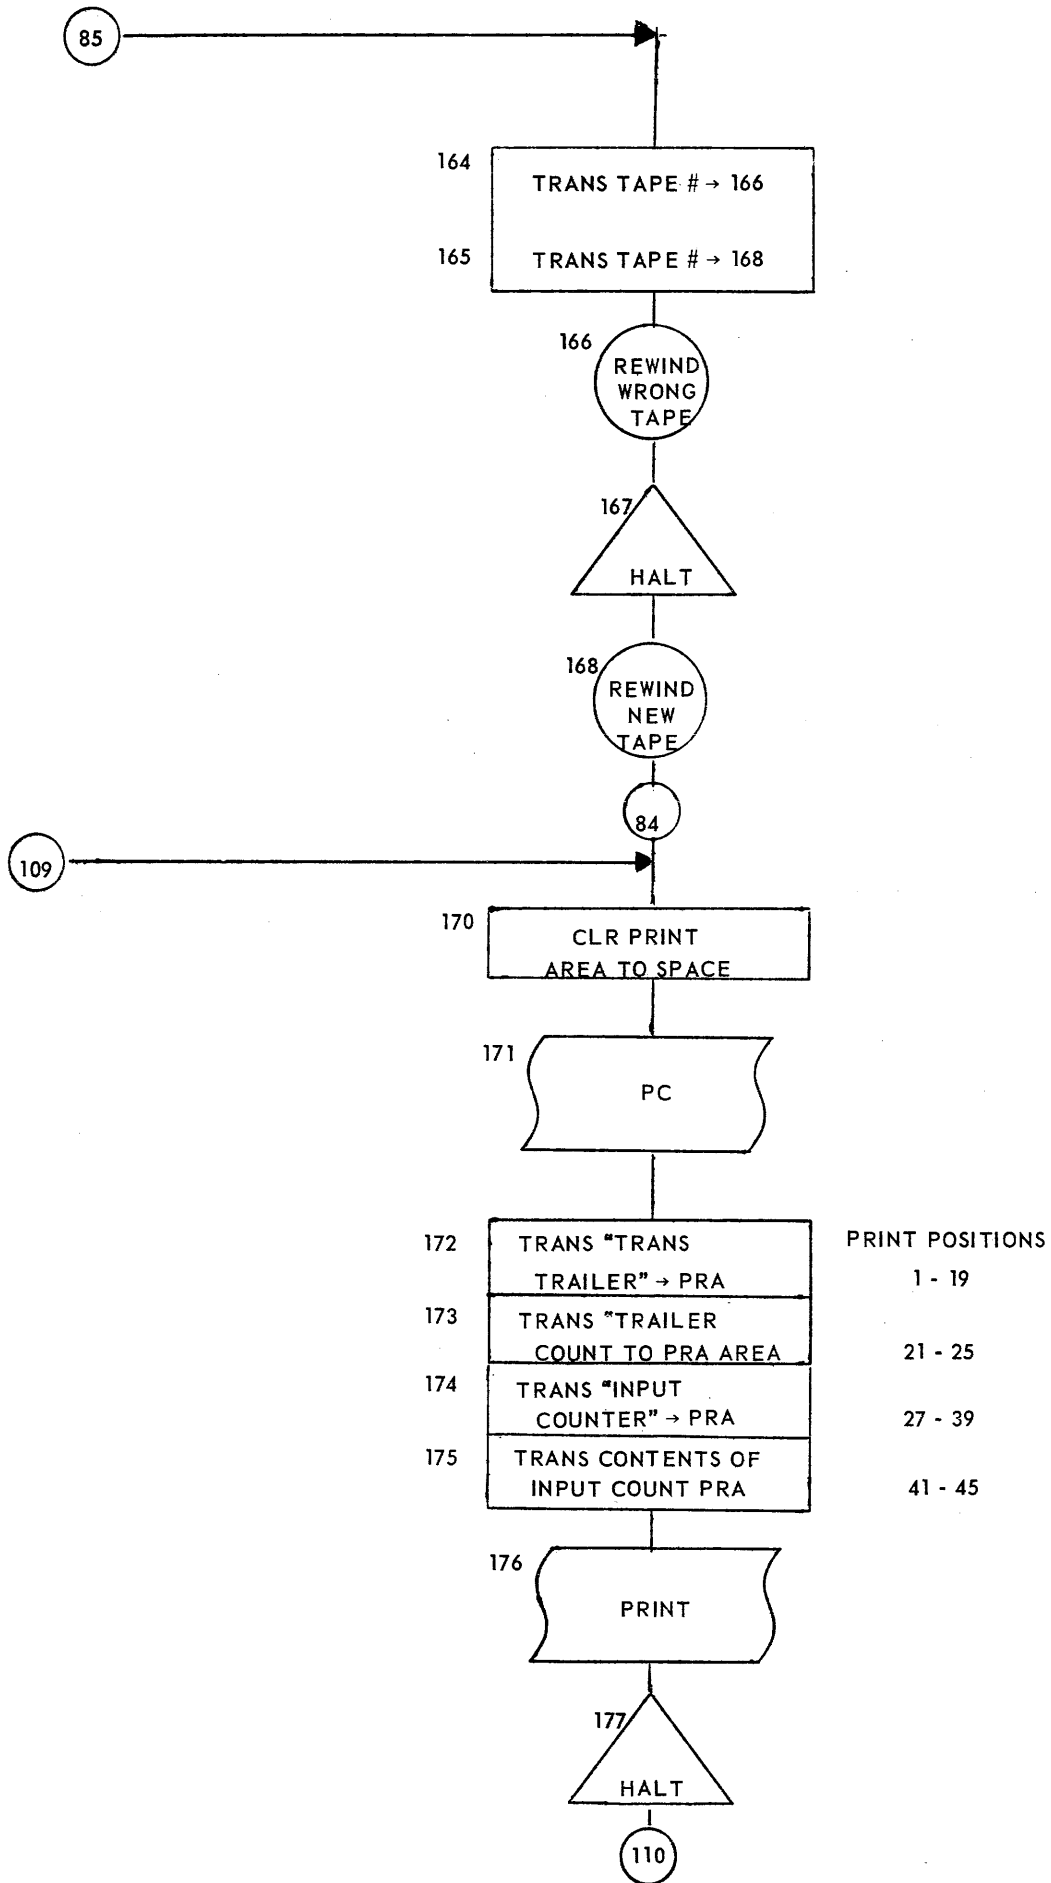 85
164
TRANS TAPE # → 166
165
TRANS TAPE # → 168
166
REWIND
WRONG
TAPE
167
HALT
168
REWIND
NEW
TAPE
84
109
170
CLR PRINT
AREA TO SPACE
171
PC
172
TRANS "TRANS
TRAILER" → PRA
PRINT POSITIONS
1 - 19
173
TRANS "TRAILER
COUNT TO PRA AREA
21 - 25
174
TRANS "INPUT
COUNTER" → PRA
27 - 39
175
TRANS CONTENTS OF
INPUT COUNT PRA
41 - 45
176
PRINT
177
HALT
110